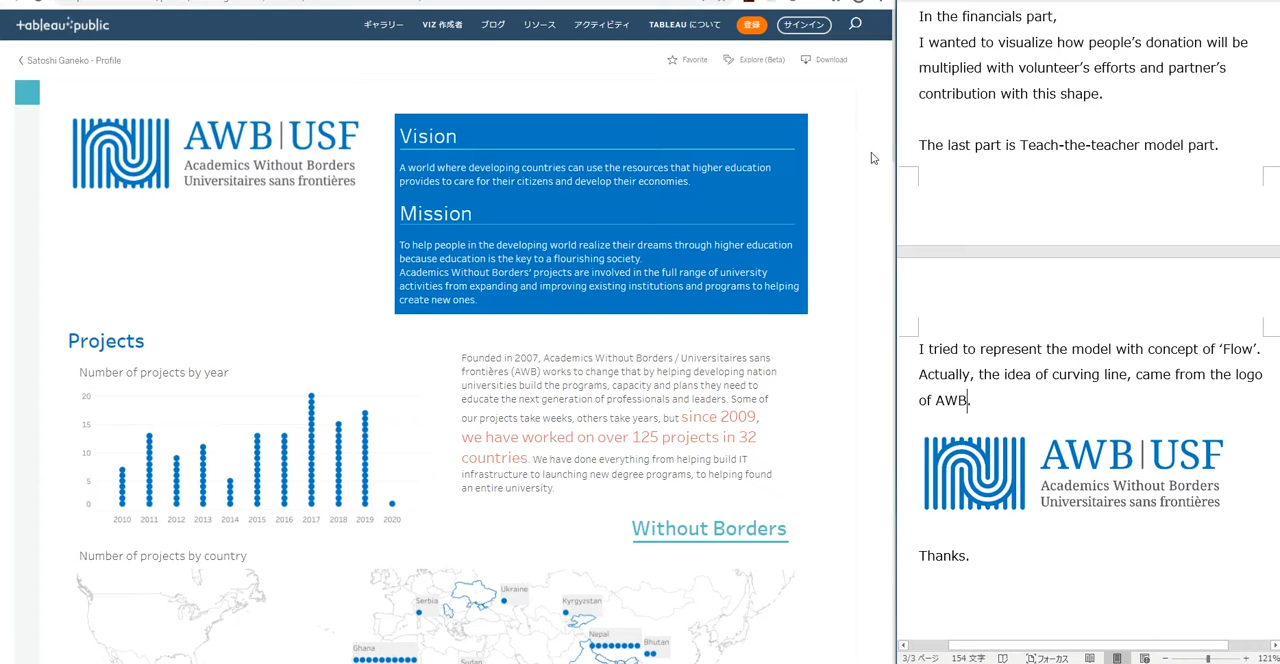 +ableau+public
ギャラリー
VIZ 作成者
ブログ
リソース
アクティビティ
TABLEAU について
登録
サインイン
Satoshi Ganeko - Profile
Favorite
Explore (Beta)
Download
AWB|USF
Academics Without Borders
Universitaires sans frontières
Vision
A world where developing countries can use the resources that higher education
provides to care for their citizens and develop their economies.
Mission
To help people in the developing world realize their dreams through higher education
because education is the key to a flourishing society.
Academics Without Borders' projects are involved in the full range of university
activities from expanding and improving existing institutions and programs to helping
create new ones.
Projects
Number of projects by year
20
15
10
5
0
2010 2011 2012 2013 2014 2015 2016 2017 2018 2019 2020
Founded in 2007, Academics Without Borders / Universitaires sans
frontières (AWB) works to change that by helping developing nation
universities build the programs, capacity and plans they need to
educate the next generation of professionals and leaders. Some of
our projects take weeks, others take years, but since 2009,
we have worked on over 125 projects in 32
countries. We have done everything from helping build IT
infrastructure to launching new degree programs, to helping found
an entire university.
Without Borders
Number of projects by country
Serbia
Ukraine
Kyrgyzstan
Ghana
Sudan
Nepal
Bhutan
In the financials part,
I wanted to visualize how people's donation will be
multiplied with volunteer's efforts and partner's
contribution with this shape.
The last part is Teach-the-teacher model part.
I tried to represent the model with concept of 'Flow'.
Actually, the idea of curving line, came from the logo
of AWB.
AWB|USF
Academics Without Borders
Universitaires sans frontières
Thanks.
3/3 ページ
154 文字
フォーカス
121%